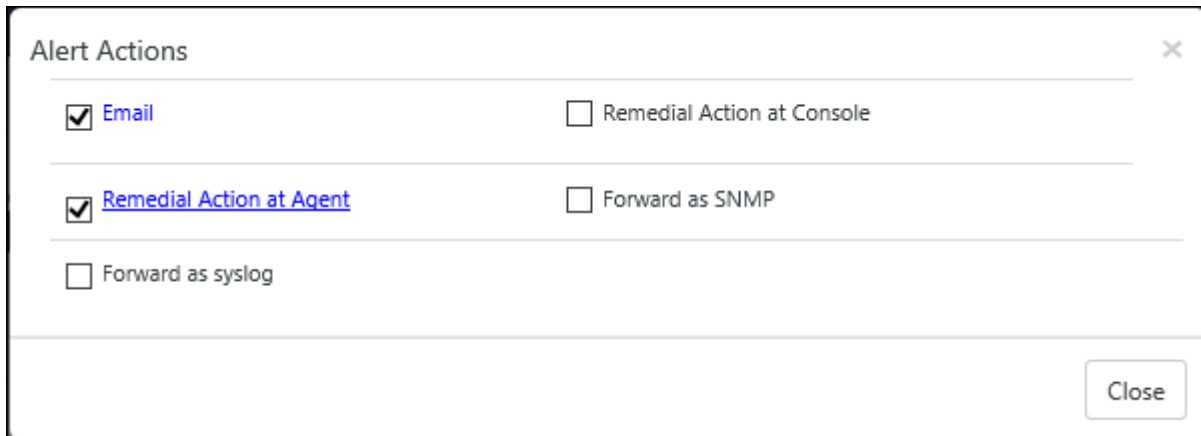 Alert Actions
Email
Remedial Action at Console
Remedial Action at Agent
Forward as SNMP
Forward as syslog
Close